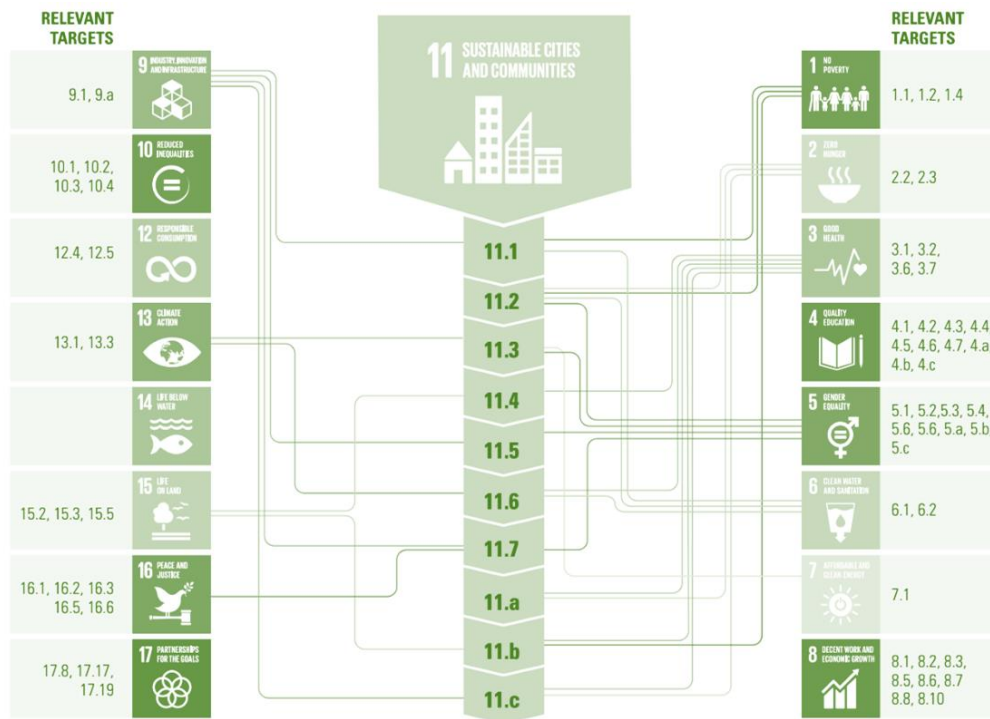 RELEVANT
TARGETS
9 INDUSTRY, INNOVATION
AND INFRASTRUCTURE
9.1, 9.a
10 REDUCED
INEQUALITIES
10.1, 10.2,
10.3, 10.4
12 RESPONSIBLE
CONSUMPTION
12.4, 12.5
13 CLIMATE
ACTION
13.1, 13.3
14 LIFE BELOW
WATER
15 LIFE
ON LAND
15.2, 15.3, 15.5
16 PEACE AND
JUSTICE
16.1, 16.2, 16.3
16.5, 16.6
17 PARTNERSHIPS
FOR THE GOALS
17.8, 17.17,
17.19
11 SUSTAINABLE CITIES
AND COMMUNITIES
11.1
11.2
11.3
11.4
11.5
11.6
11.7
11.a
11.b
11.c
RELEVANT
TARGETS
1 NO
POVERTY
1.1, 1.2, 1.4
2 ZERO
HUNGER
2.2, 2.3
3 GOOD
HEALTH
3.1, 3.2,
3.6, 3.7
4 QUALITY
EDUCATION
4.1, 4.2, 4.3, 4.4
4.5, 4.6, 4.7, 4.a
4.b, 4.c
5 GENDER
EQUALITY
5.1, 5.2,5.3, 5.4,
5.6, 5.6, 5.a, 5.b
5.c
6 CLEAN WATER
AND SANITATION
6.1, 6.2
7 AFFORDABLE AND
CLEAN ENERGY
7.1
8 DECENT WORK AND
ECONOMIC GROWTH
8.1, 8.2, 8.3,
8.5, 8.6, 8.7
8.8, 8.10